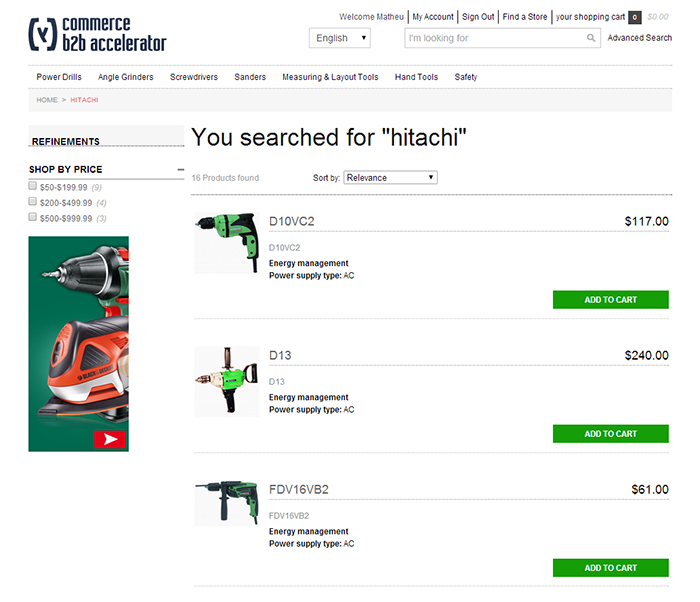 commerce
b2b accelerator
Welcome Matheu | My Account | Sign Out | Find a Store | your shopping cart 0 $0.00
English
I'm looking for
Advanced Search
Power Drills Angle Grinders Screwdrivers Sanders Measuring & Layout Tools Hand Tools Safety
HOME > HITACHI
REFINEMENTS
SHOP BY PRICE
$50-$199.99 (9)
$200-$499.99 (4)
$500-$999.99 (3)
BLACK & DECKER
You searched for "hitachi"
16 Products found
Sort by: Relevance
D10VC2 $117.00
D10VC2
Energy management
Power supply type: AC
ADD TO CART
D13 $240.00
D13
Energy management
Power supply type: AC
ADD TO CART
FDV16VB2 $61.00
FDV16VB2
Energy management
Power supply type: AC
ADD TO CART